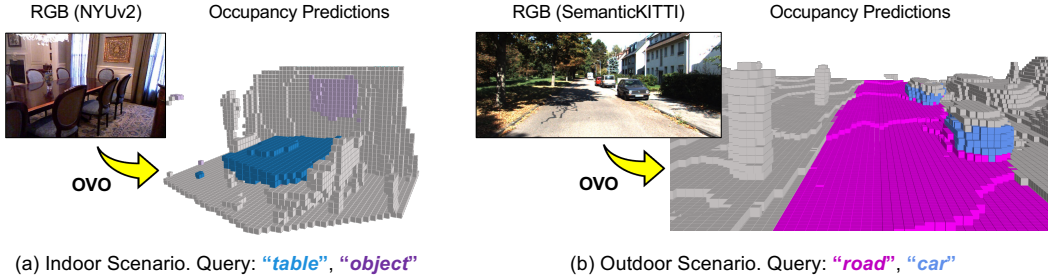 RGB (NYUv2)
Occupancy Predictions
OVO
(a) Indoor Scenario. Query: “table”, “object”
RGB (SemanticKITTI)
Occupancy Predictions
OVO
(b) Outdoor Scenario. Query: “road”, “car”